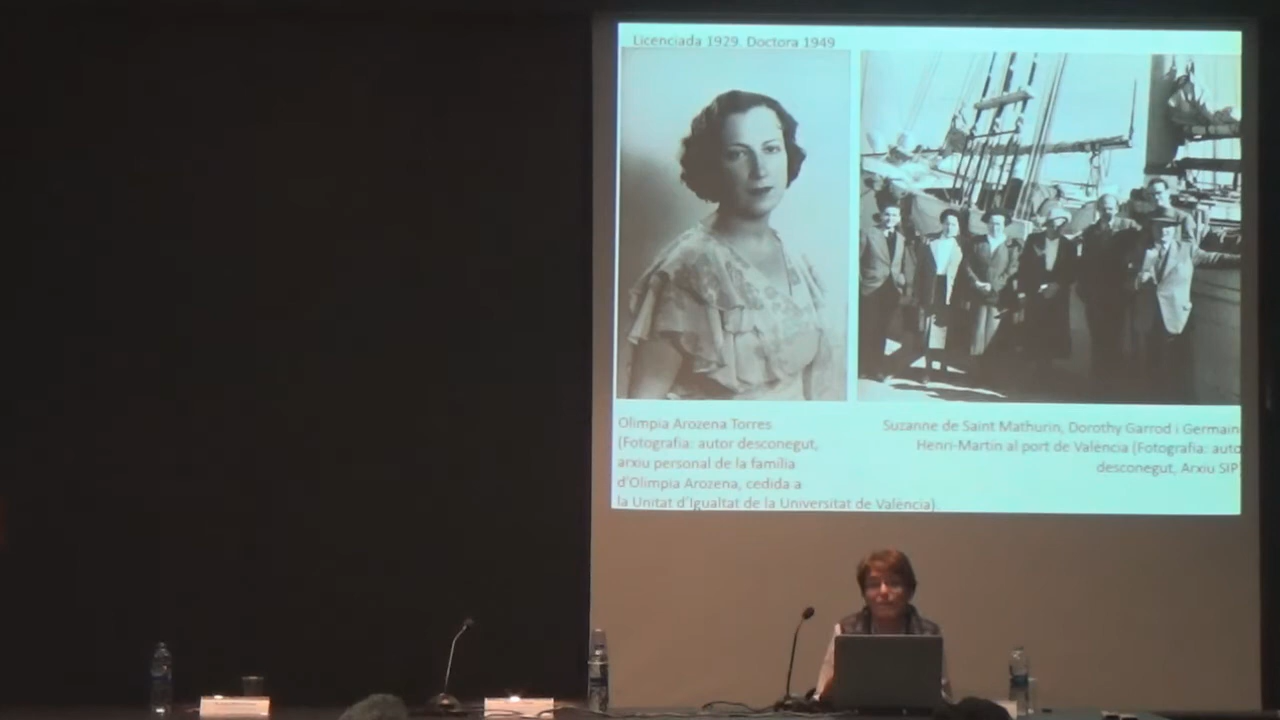 Licenciada 1929. Doctora 1949
Olimpia Arozena Torres
(Fotografia: autor desconegut,
arxiu personal de la família
d'Olimpia Arozena, cedida a
la Unitat d'Igualtat de la Universitat de València)
Suzanne de Saint Mathurin, Dorothy Garrod i Germain
Henri-Martin al port de València (Fotografia: auto
desconegut, Arxiu SIP